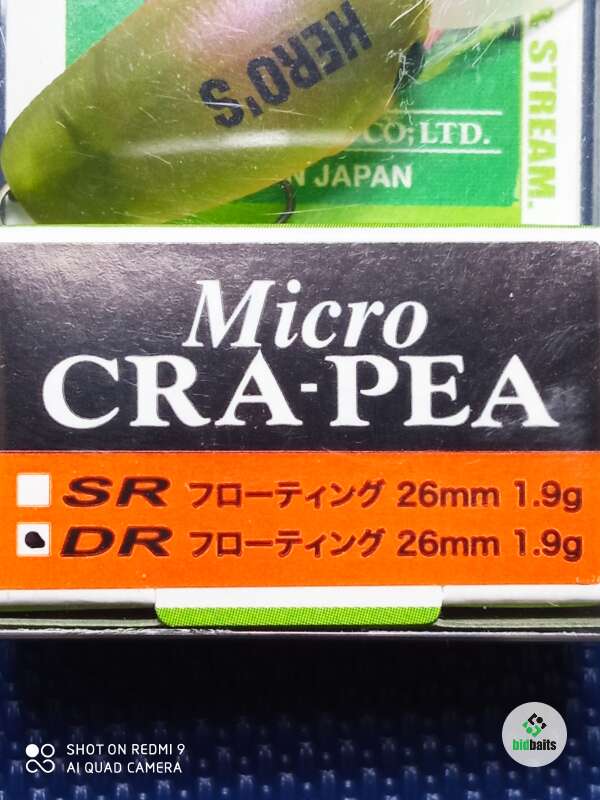 HERO'S
& STREAM.
CO;LTD.
IN JAPAN
Micro
CRA-PEA
SR フローティング 26mm 1.9g
DR フローティング 26mm 1.9g
SHOT ON REDMI 9
AI QUAD CAMERA
bidbaits